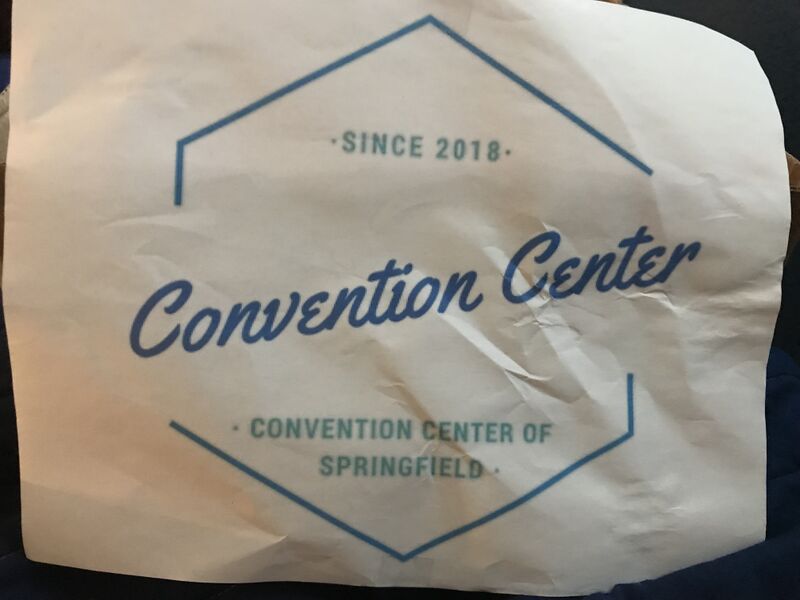 ·SINCE 2018·
Convention Center
· CONVENTION CENTER OF
SPRINGFIELD ·